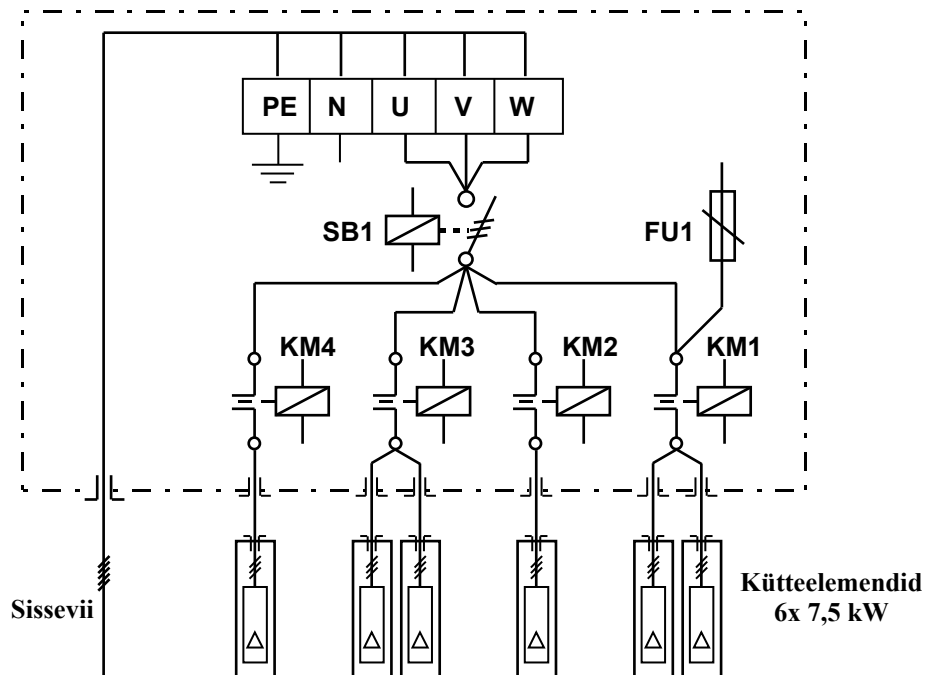 PE N U V W
SB1
FU1
KM4 KM3 KM2 KM1
Sissevii
Kütteelemendid
6x 7,5 kW